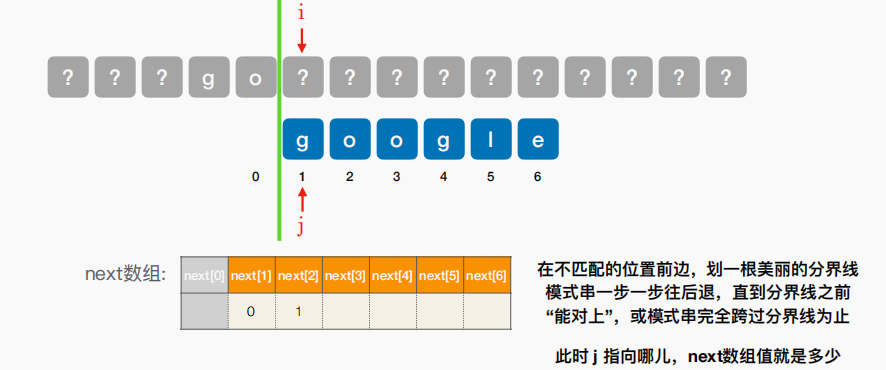 i
? ? ? g o ? ? ? ? ? ? ? ? ? ?
g o o g l e
0 1 2 3 4 5 6
j
next数组: next[0] next[1] next[2] next[3] next[4] next[5] next[6]
0 1
在不匹配的位置前边，划一根美丽的分界线
模式串一步一步往后退，直到分界线之前
“能对上”，或模式串完全跨过分界线为止
此时 j 指向哪儿，next数组值就是多少